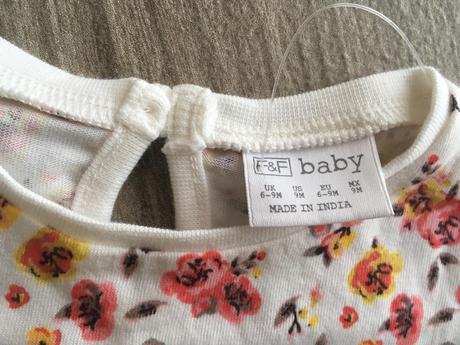 F&F baby
UK US EU MX
6-9M 9M 6-9M 9M
MADE IN INDIA